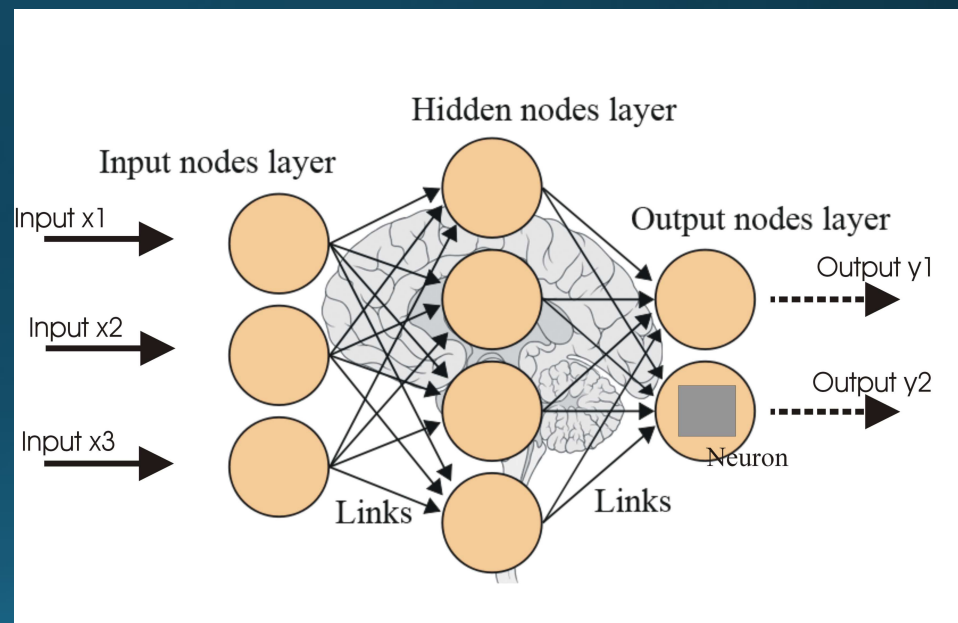 Hidden nodes layer
Input nodes layer
Output nodes layer
Input x1
Input x2
Input x3
Output y1
Output y2
Neuron
Links
Links